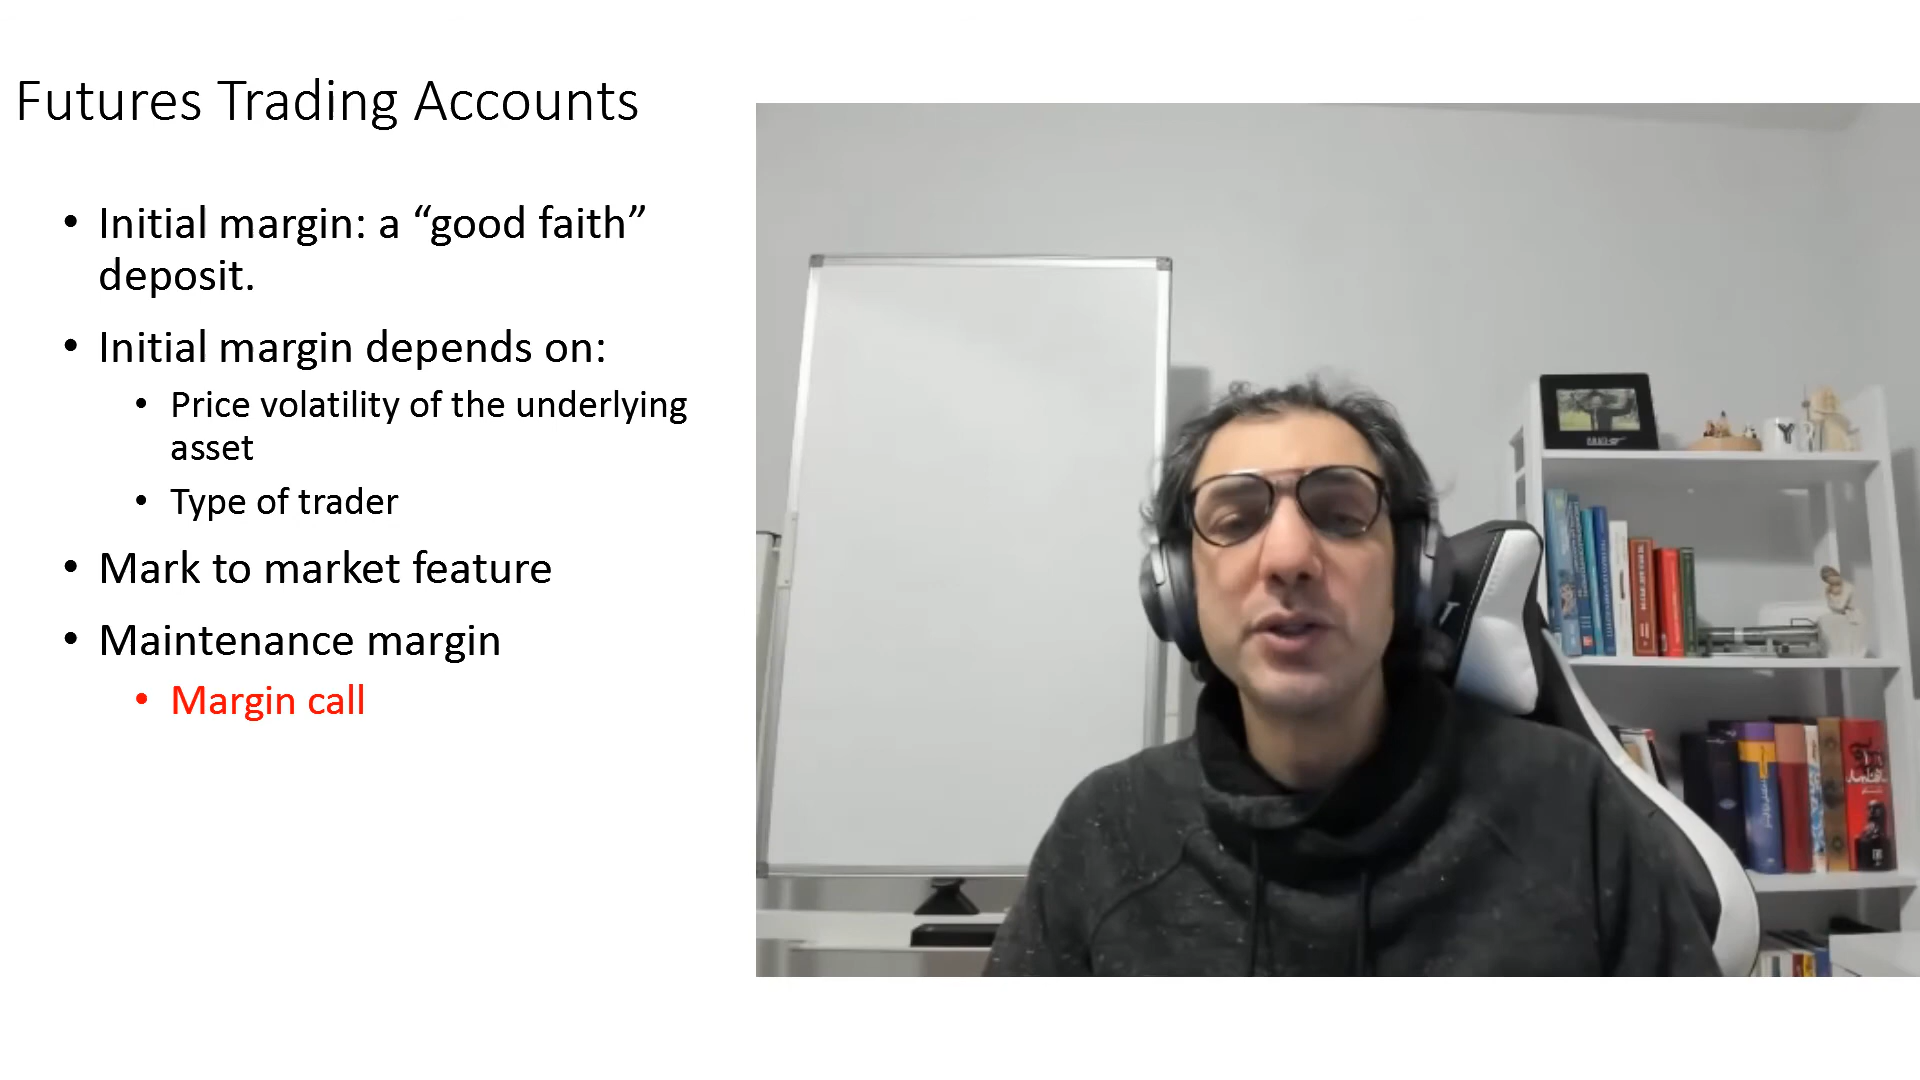 Futures Trading Accounts
• Initial margin: a “good faith”
deposit.
• Initial margin depends on:
• Price volatility of the underlying
asset
• Type of trader
• Mark to market feature
• Maintenance margin
• Margin call
Y